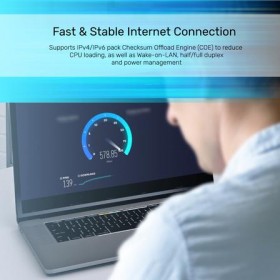 Fast & Stable Internet Connection
Supports IPv4/IPv6 pack Checksum Offload Engine (COE) to reduce
CPU loading, as well as Wake-on-LAN, half/full duplex
and power management
578.85
139